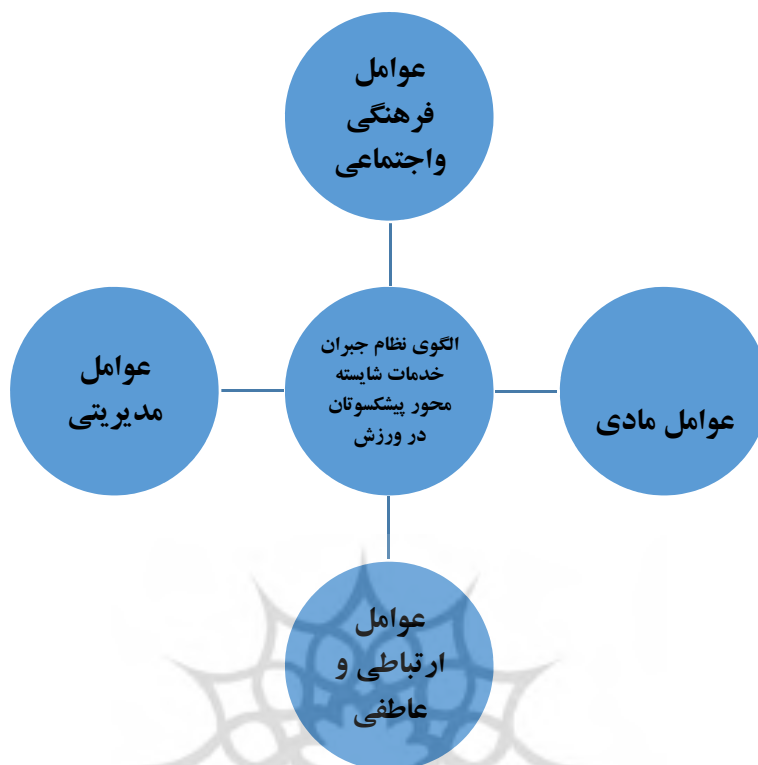 عوامل
فرهنگی
واجتماعی
الگوی نظام جبران
خدمات شایسته
محور پیشکسوتان
در ورزش
عوامل مادی
عوامل
مدیریتی
عوامل
ارتباطی و
عاطفی